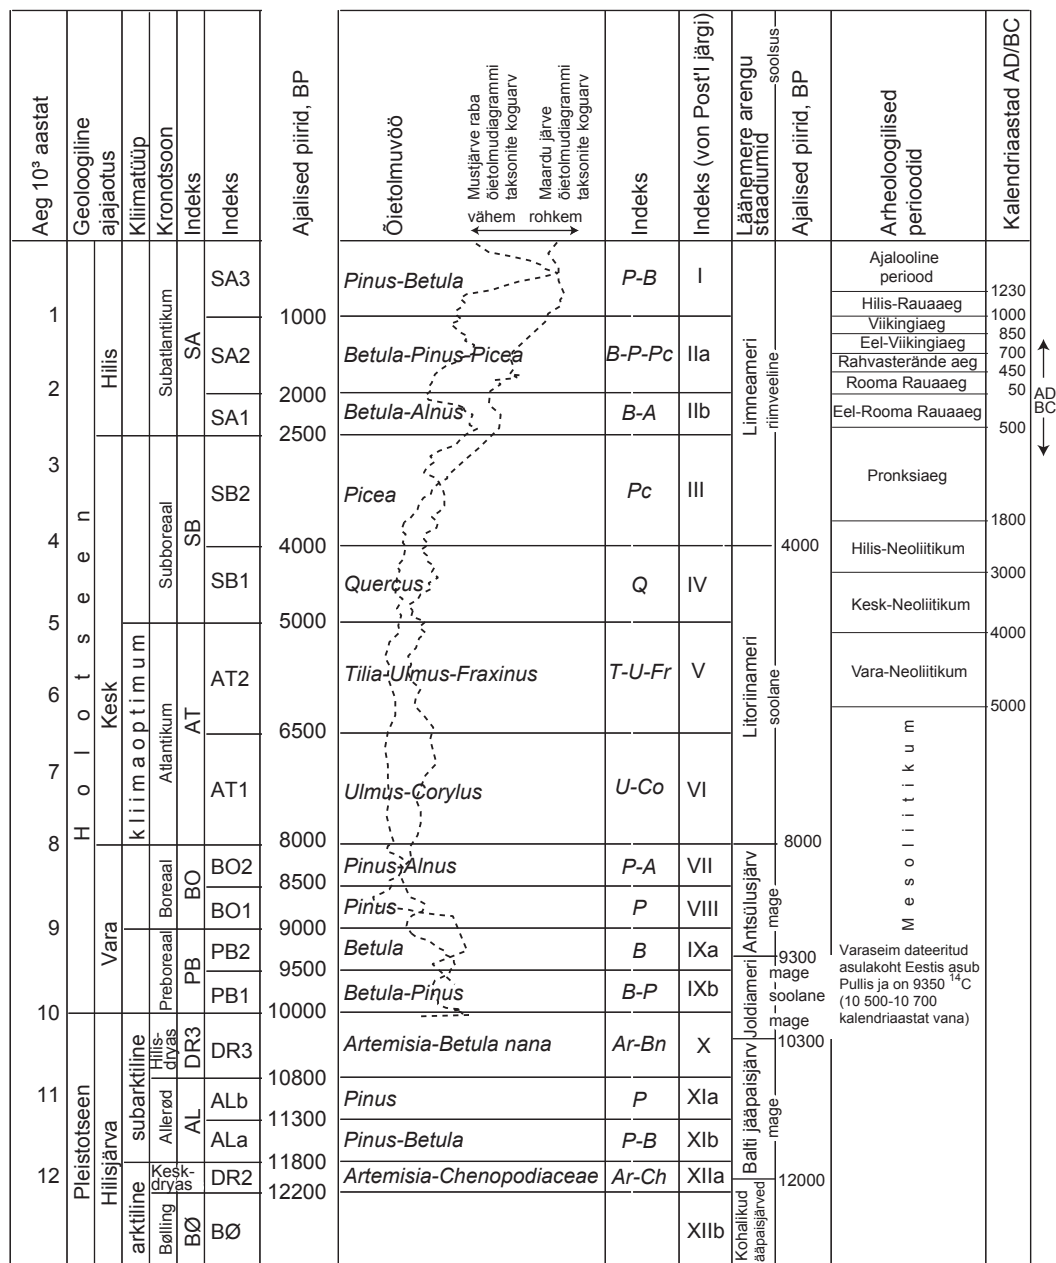 Aeg 10³ aastat
Geoloogiline
ajajaotus
Klimatüüp
Kronotsoon
Indeks
Indeks
Ajalised piirid, BP
Õietolmuvöö
Mustjärve raba
õietolmudiagrammi
taksonite koguarv
Maardu järve
õietolmudiagrammi
taksonite koguarv
vähem
rohkem
Indeks
Indeks (von Post'I järgi)
Läänemere arengu
staadiumid
soolsus
Ajalised piirid, BP
Arheoloogilised
perioodid
Kalendriaastad AD/BC
1
2
3
4
5
6
7
8
9
10
11
12
Holotseen
Pleistotseen
Hilis
Kesk
Vara
Hilisjärva
kliimaoptimum
subarktiline
arktiline
Subatlantikum
Subboreaal
Atlantikum
Boreaal
Preboreaal
Hilis-
dryas
Allerød
Kesk-
dryas
Bølling
SA
SB
AT
BO
PB
DR3
AL
BØ
SA3
SA2
SA1
SB2
SB1
AT2
AT1
BO2
BO1
PB2
PB1
DR3
ALb
ALa
DR2
BØ
1000
2000
2500
4000
5000
6500
8000
8500
9000
9500
10000
10800
11300
11800
12200
Pinus-Betula
Betula-Pinus-Picea
Betula-Alnus
Picea
Quercus
Tilia-Ulmus-Fraxinus
Ulmus-Corylus
Pinus-Alnus
Pinus
Betula
Betula-Pinus
Artemisia-Betula nana
Pinus
Pinus-Betula
Artemisia-Chenopodiaceae
P-B
B-P-Pc
B-A
Pc
Q
T-U-Fr
U-Co
P-A
P
B
B-P
Ar-Bn
P
P-B
Ar-Ch
I
IIa
IIb
III
IV
V
VI
VII
VIII
IXa
IXb
X
XIa
XIb
XIIa
XIIb
Limneameri
riimveeline
Litoriinameri
soolane
Antsülusjärv
mage
Joldiameri
mage
soolane
mage
Balti jääpaisjärv
mage
Kohalikud
ääpaisjärved
4000
8000
9300
10300
12000
Ajalooline
periood
Hilis-Rauaaeg
Viikingiaeg
Eel-Viikingiaeg
Rahvasterände aeg
Rooma Rauaaeg
Eel-Rooma Rauaaeg
Pronksiaeg
Hilis-Neoliitikum
Kesk-Neoliitikum
Vara-Neoliitikum
Mesoliitikum
Varaseim dateeritud
asulakoht Eestis asub
Pullis ja on 9350 ¹⁴C
(10 500-10 700
kalendriaastat vana)
1230
1000
850
700
450
50
500
1800
3000
4000
5000
AD
BC